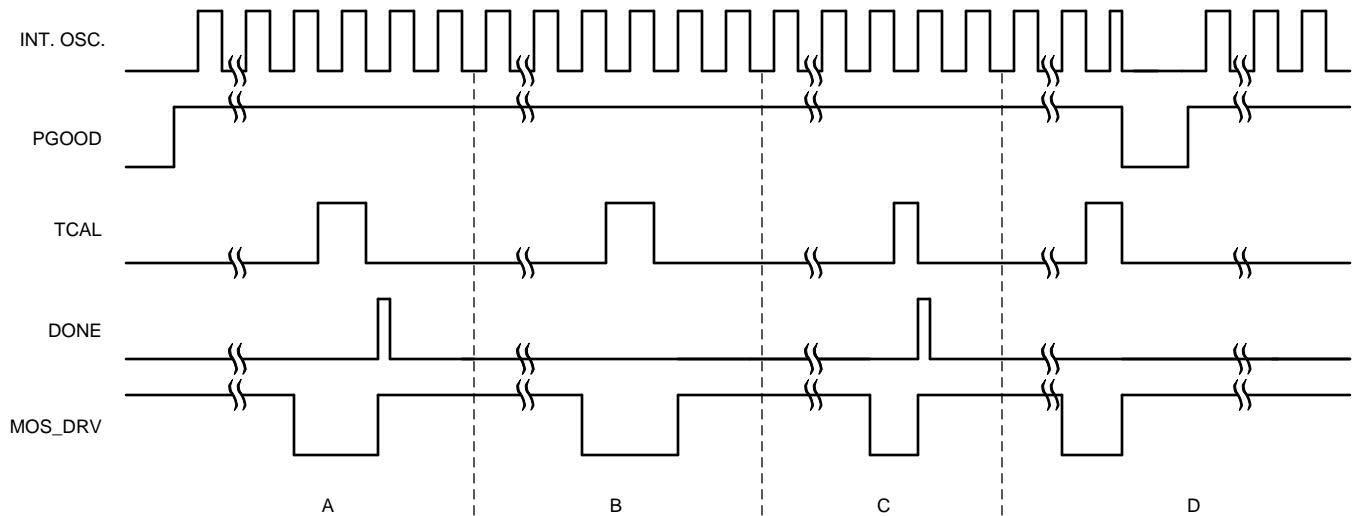 INT. OSC.
PGOOD
TCAL
DONE
MOS_DRV
A B C D